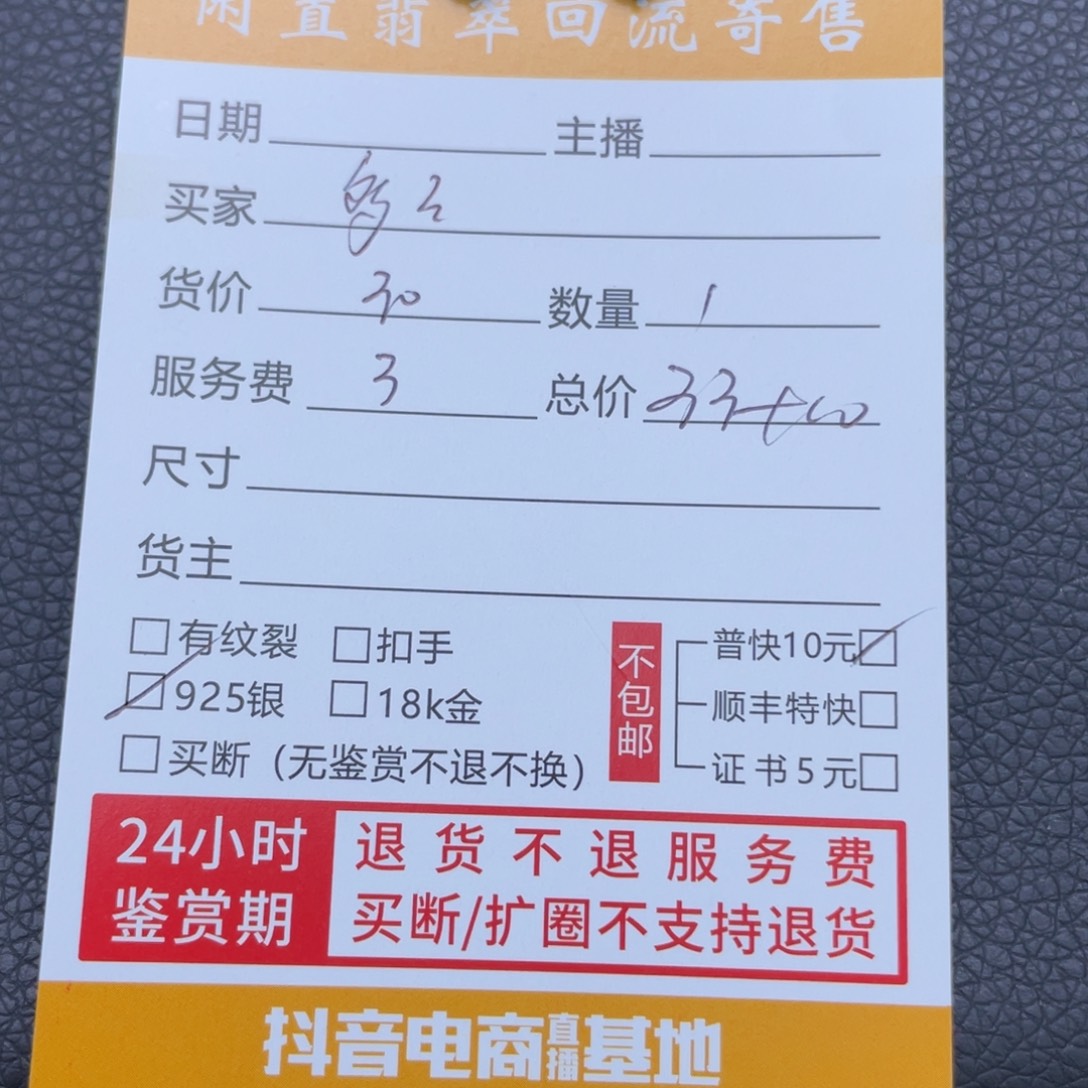 闲置翡翠回流寄售
日期 主播
买家
货价 30 数量 1
服务费 3 总价 33+10
尺寸
货主
有纹裂 扣手 不包邮 普快10元
925银 18k金 顺丰特快
买断（无鉴赏不退不换） 证书5元
24小时鉴赏期 退货不退服务费
买断/扩圈不支持退货
抖音电商直播基地